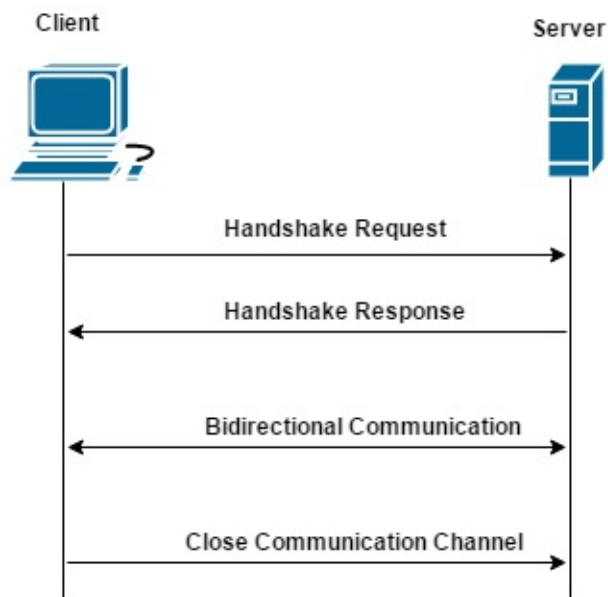 Client
Server
Handshake Request
Handshake Response
Bidirectional Communication
Close Communication Channel